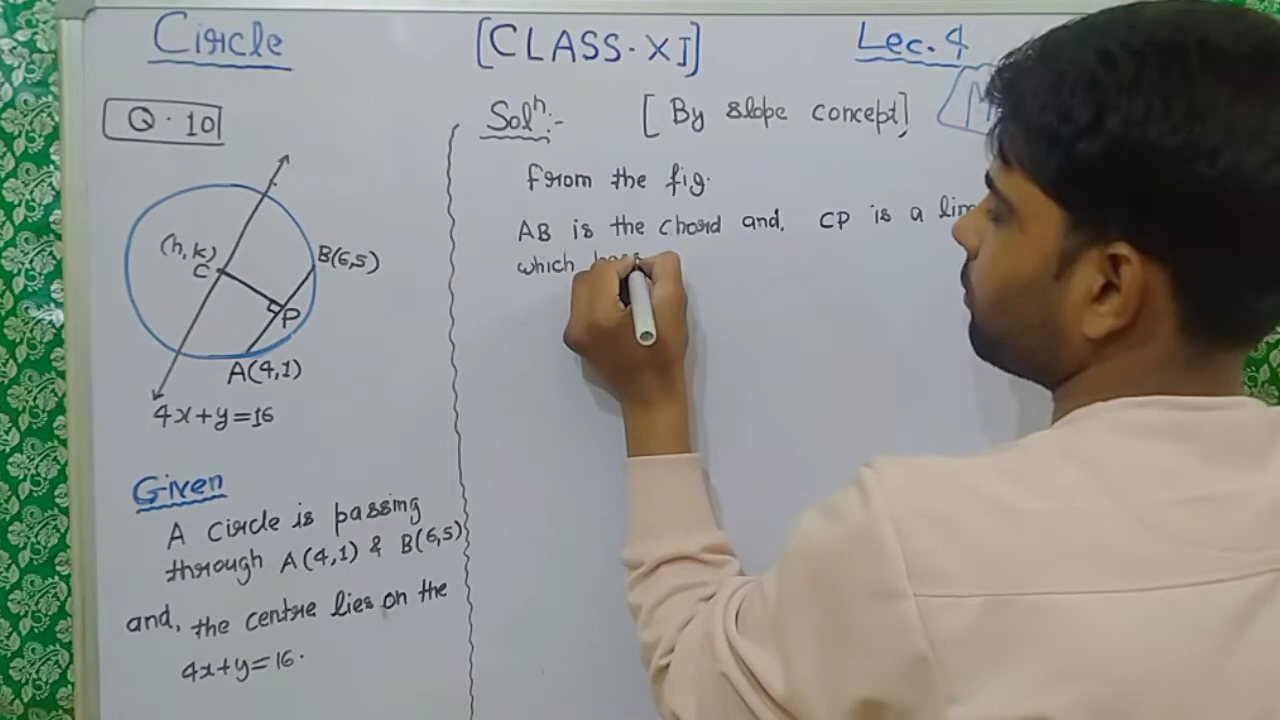 Circle
[CLASS-XI]
Lec. 4
Q. 10
(h, k)
C
B(6,5)
P
A(4,1)
4x+y=16
Given
A circle is passing
through A(4,1) & B(6,5)
and, the centre lies on the
4x+y=16.
Solⁿ:-
[By slope concept]
From the fig.
AB is the chord and, CP is a
which